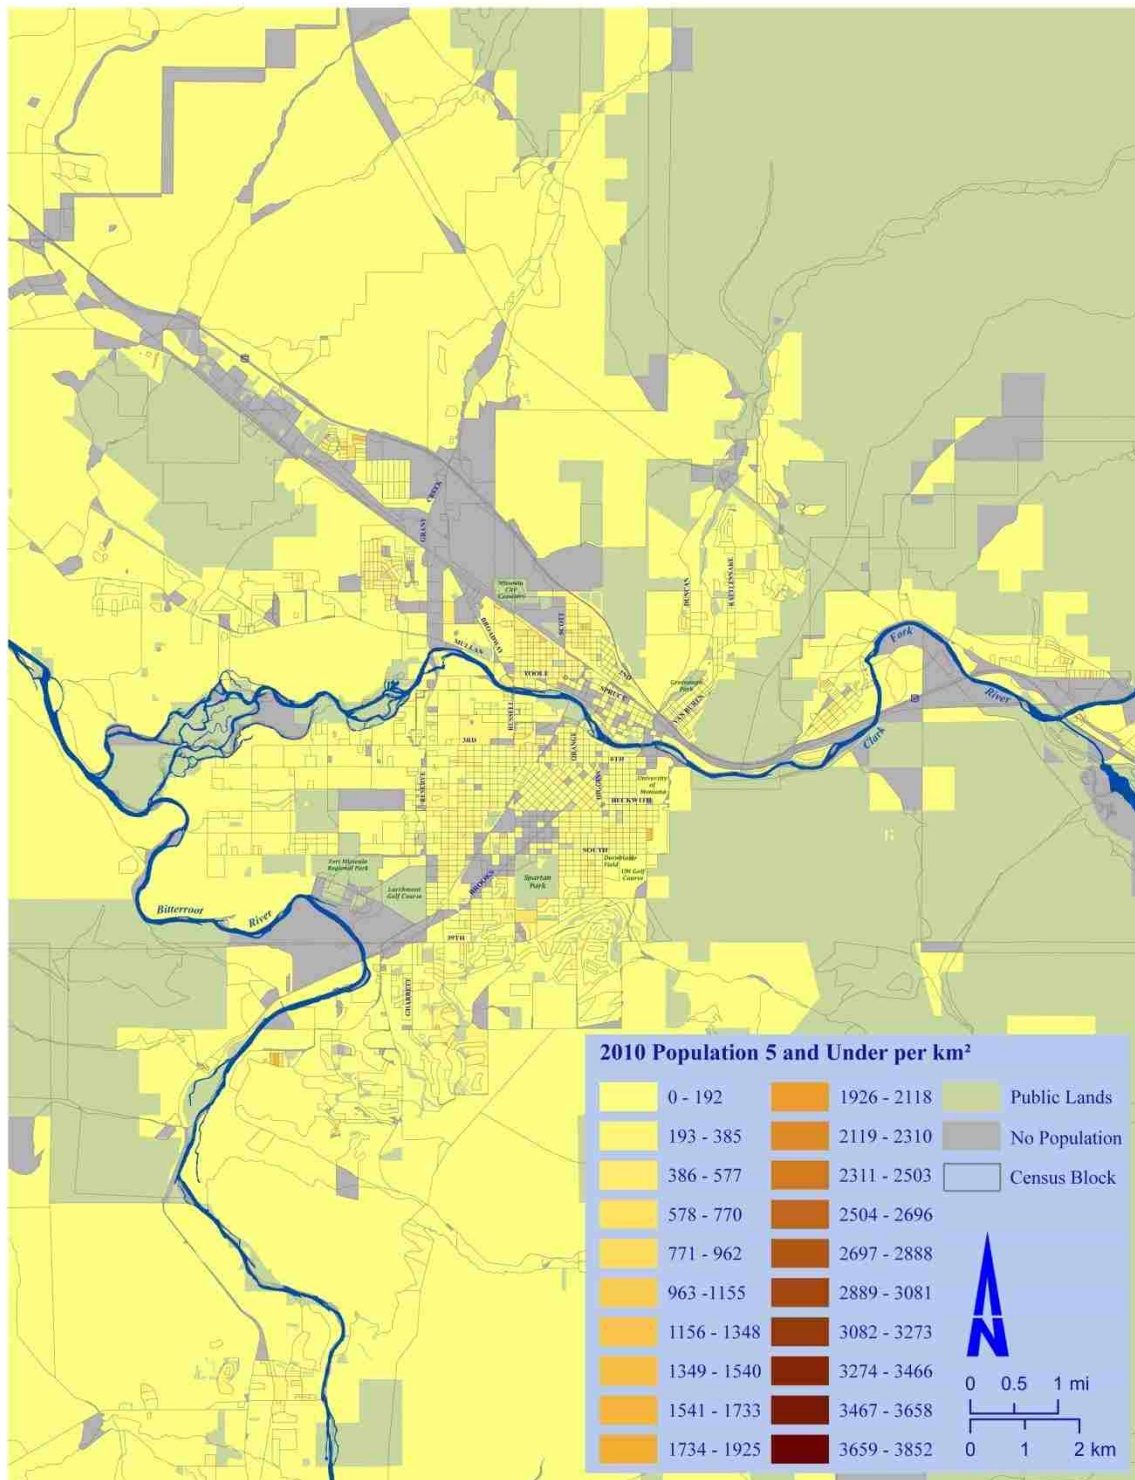 CREEK
GRANT
Missoula
City
Cemetery
BROADWAY
SCOTT
DUNCAN
RATTLESNAKE
MULLAN
TOOLE
2ND
SPRUCE
Greenough
Park
VAN BUREN
Fork
River
Clark
RUSSELL
3RD
ORANGE
6TH
RESERVE
HIGGINS
University
of
Montana
BECKWITH
SOUTH
Dornblaser
Field
UM Golf
Course
Fort Missoula
Regional Park
Larchmont
Golf Course
BROOKS
Spartan
Park
Bitterroot
River
39TH
GHARRETT
2010 Population 5 and Under per km²
0 - 192
193 - 385
386 - 577
578 - 770
771 - 962
963 -1155
1156 - 1348
1349 - 1540
1541 - 1733
1734 - 1925
1926 - 2118
2119 - 2310
2311 - 2503
2504 - 2696
2697 - 2888
2889 - 3081
3082 - 3273
3274 - 3466
3467 - 3658
3659 - 3852
Public Lands
No Population
Census Block
N
0 0.5 1 mi
0 1 2 km